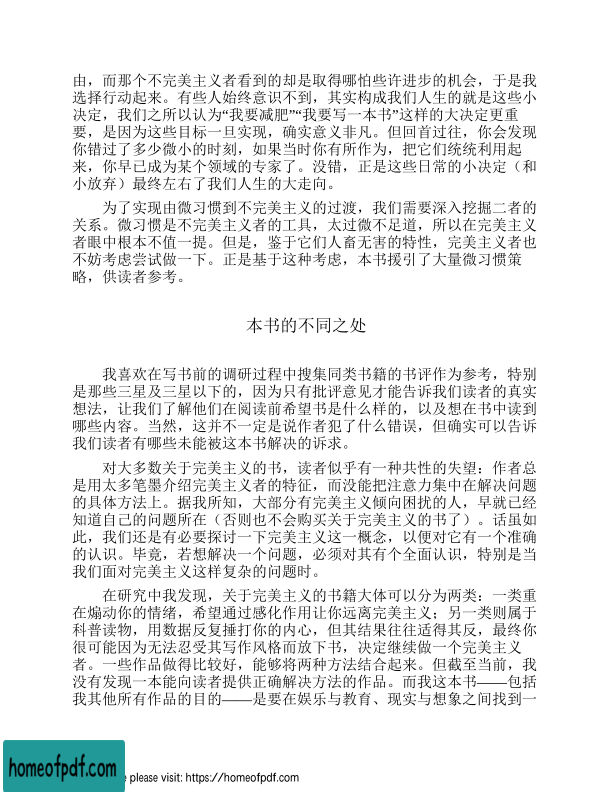 由，而那个不完美主义者看到的却是取得哪怕些许进步的机会，于是我
选择行动起来。有些人始终意识不到，其实构成我们人生的就是这些小
决定，我们之所以认为“我要减肥”“我要写一本书”这样的大决定更重
要，是因为这些目标一旦实现，确实意义非凡。但回首过往，你会发现
你错过了多少微小的时刻，如果当时你有所作为，把它们统统利用起
来，你早已成为某个领域的专家了。没错，正是这些日常的小决定（和
小放弃）最终左右了我们人生的大走向。
为了实现由微习惯到不完美主义的过渡，我们需要深入挖掘二者的
关系。微习惯是不完美主义者的工具，太过微不足道，所以在完美主义
者眼中根本不值一提。但是，鉴于它们人畜无害的特性，完美主义者也
不妨考虑尝试做一下。正是基于这种考虑，本书援引了大量微习惯策
略，供读者参考。
本书的不同之处
我喜欢在写书前的调研过程中搜集同类书籍的书评作为参考，特别
是那些三星及三星以下的，因为只有批评意见才能告诉我们读者的真实
想法，让我们了解他们在阅读前希望书是什么样的，以及想在书中读到
哪些内容。当然，这并不一定是说作者犯了什么错误，但确实可以告诉
我们读者有哪些未能被这本书解决的诉求。
对大多数关于完美主义的书，读者似乎有一种共性的失望：作者总
是用太多笔墨介绍完美主义者的特征，而没能把注意力集中在解决问题
的具体方法上。据我所知，大部分有完美主义倾向困扰的人，早就已经
知道自己的问题所在（否则也不会购买关于完美主义的书了）。话虽如
此，我们还是有必要探讨一下完美主义这一概念，以便对它有一个准确
的认识。毕竟，若想解决一个问题，必须对其有个全面认识，特别是当
我们面对完美主义这样复杂的问题时。
在研究中我发现，关于完美主义的书籍大体可以分为两类：一类重
在煽动你的情绪，希望通过感化作用让你远离完美主义；另一类则属于
科普读物，用数据反复捶打你的内心，但其结果往往适得其反，最终你
很可能因为无法忍受其写作风格而放下书，决定继续做一个完美主义
者。一些作品做得比较好，能够将两种方法结合起来。但截至当前，我
没有发现一本能向读者提供正确解决方法的作品。而我这本书——包括
我其他所有作品的目的——是要在娱乐与教育、现实与想象之间找到一
homeofpdf.com
e please visit: https://homeofpdf.com